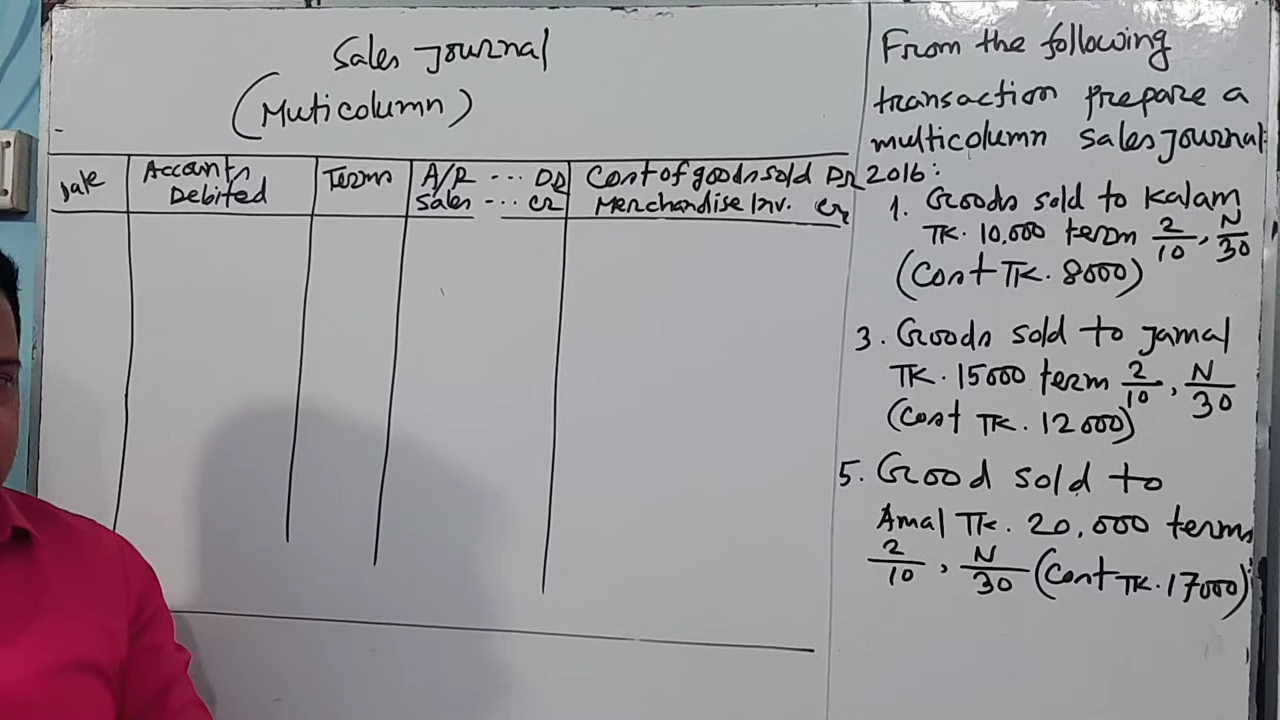 Sales Journal
(Muticolumn)
Date
Accounts
Debited
Terms
A/R ... DR
Sales ... CR
Cost of goods sold DR
Merchandise Inv. CR
From the following
transaction prepare a
multicolumn sales Journal:
2016:
1. Goods sold to Kalam
TK. 10,000 term 2/10, N/30
(Cost TK. 8000)
3. Goods sold to Jamal
TK. 15000 term 2/10, N/30
(Cost TK. 12000)
5. Good sold to
Amal TK. 20,000 terms
2/10, N/30 (Cost TK. 17000)